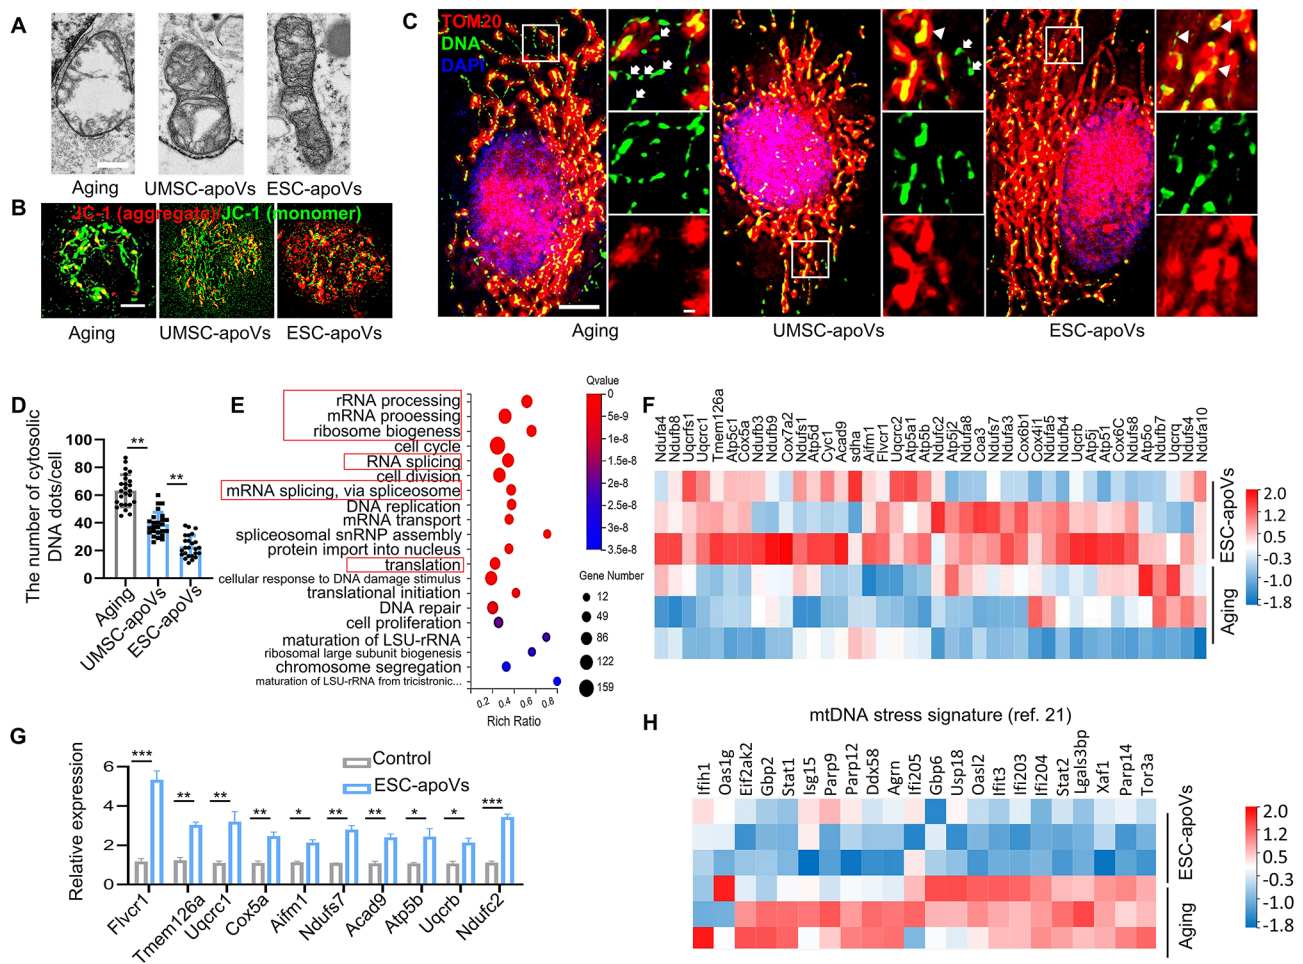 A
Aging
UMSC-apoVs
ESC-apoVs
B
JC-1 (aggregate)/JC-1 (monomer)
Aging
UMSC-apoVs
ESC-apoVs
C
TOM20
DNA
DAPI
Aging
UMSC-apoVs
ESC-apoVs
D
The number of cytosolic
DNA dots/cell
100
80
60
40
20
0
**
**
Aging
UMSC-apoVs
ESC-apoVs
E
rRNA processing
mRNA prooessing
ribosome biogeness
cell cycle
RNA splicing
cell division
mRNA splicing, via spliceosome
DNA replication
mRNA transport
spliceosomal snRNP assembly
protein import into nucleus
translation
cellular response to DNA damage stimulus
translational initiation
DNA repair
cell proliferation
maturation of LSU-rRNA
ribosomal large subunit biogenesis
chromosome segregation
maturation of LSU-rRNA from tricistronic...
0.2 0.4 0.6 0.8
Rich Ratio
Qvalue
0
5e-9
1e-8
1.5e-8
2e-8
2.5e-8
3e-8
3.5e-8
Gene Number
12
49
86
122
159
F
Ndufa4
Ndufb8
Uqcrfs1
Uqcrc1
Tmem126a
Atp5c1
Cox5a
Ndufb3
Ndufb9
Cox7a2
Ndufs1
Atp5d
Cyc1
Acad9
Aifm1
Flvcr1
Uqcrc2
Atp5a1
Atp5b
Ndufc2
Atp5j2
Ndufa8
Coa3
Ndufs7
Ndufa3
Cox6b1
Cox4i1
Ndufa5
Ndufb4
Uqcrb
Atp5j
Atp51
Cox6C
Ndufs8
Atp5o
Ndufb7
Uqcrq
Ndufs4
Ndufa10
ESC-apoVs
Aging
2.0
1.2
0.5
-0.3
-1.0
-1.8
G
Relative expression
6
4
2
0
Control
ESC-apoVs
***
**
**
**
*
**
**
*
*
***
Flvcr1
Tmem126a
Uqcrc1
Cox5a
Aifm1
Ndufs7
Acad9
Atp5b
Uqcrb
Ndufc2
H
mtDNA stress signature (ref. 21)
Ifih1
Oas1g
Eif2ak2
Gbp2
Stat1
Isg15
Parp9
Parp12
Ddx58
Agrn
Ifi205
Gbp6
Usp18
Oasl2
Ifit3
Ifi203
Ifi204
Stat2
Lgals3bp
Xaf1
Parp14
Tor3a
ESC-apoVs
Aging
2.0
1.2
0.5
-0.3
-1.0
-1.8